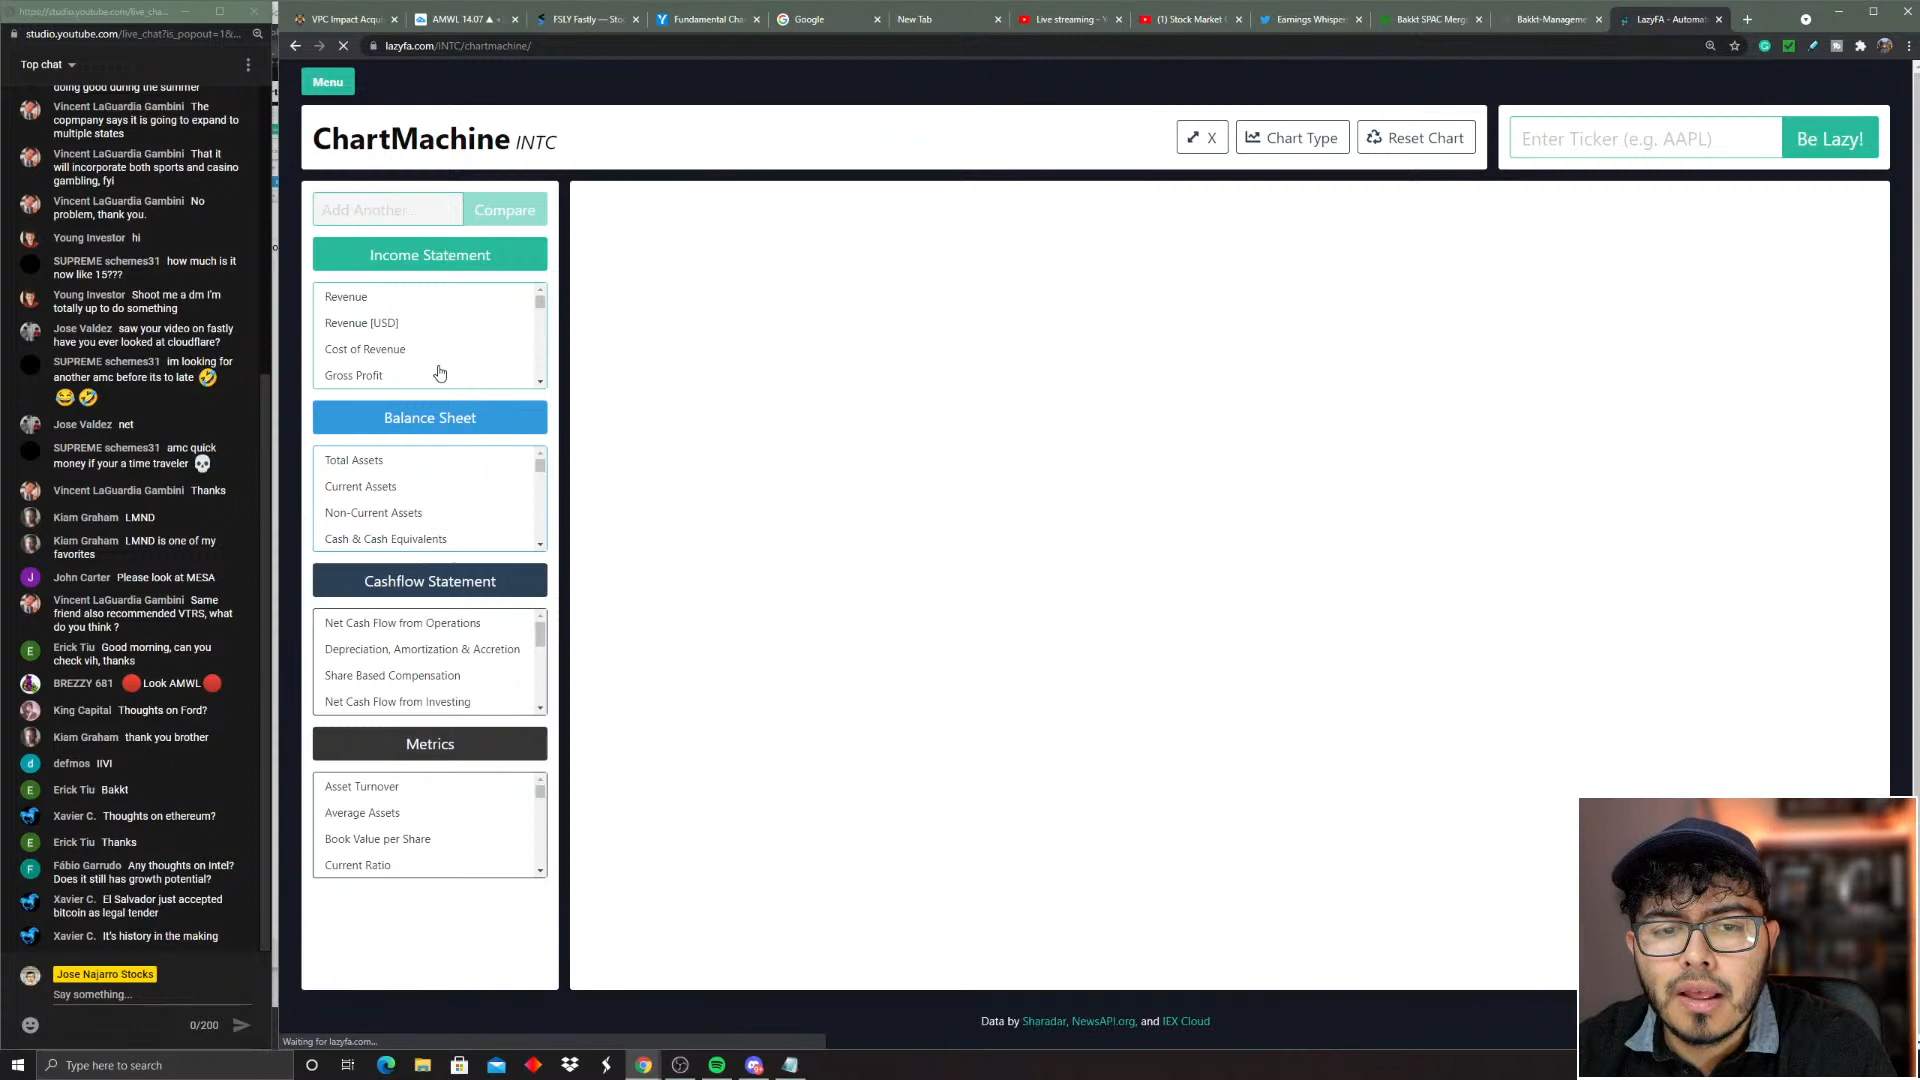 https://studio.youtube.com/live_cha...
studio.youtube.com/live_chat?is_popout=1&...
Top chat
doing good during the summer
Vincent LaGuardia Gambini The
copmpany says it is going to expand to
multiple states
Vincent LaGuardia Gambini That it
will incorporate both sports and casino
gambling, fyi
Vincent LaGuardia Gambini No
problem, thank you.
Young Investor hi
SUPREME schemes31 how much is it
now like 15???
Young Investor Shoot me a dm I'm
totally up to do something
Jose Valdez saw your video on fastly
have you ever looked at cloudflare?
SUPREME schemes31 im looking for
another amc before its to late
Jose Valdez net
SUPREME schemes31 amc quick
money if your a time traveler
Vincent LaGuardia Gambini Thanks
Kiam Graham LMND
Kiam Graham LMND is one of my
favorites
J John Carter Please look at MESA
Vincent LaGuardia Gambini Same
friend also recommended VTRS, what
do you think ?
E Erick Tiu Good morning, can you
check vih, thanks
BREZZY 681 Look AMWL
King Capital Thoughts on Ford?
Kiam Graham thank you brother
d defmos IIVI
E Erick Tiu Bakkt
Xavier C. Thoughts on ethereum?
E Erick Tiu Thanks
F Fábio Garrudo Any thoughts on Intel?
Does it still has growth potential?
Xavier C. El Salvador just accepted
bitcoin as legal tender
Xavier C. It's history in the making
Jose Najarro Stocks
Say something...
0/200
VPC Impact Acqui
AMWL 14.07 ▲
FSLY Fastly — Sto
Fundamental Cha
Google
New Tab
Live streaming - Y
(1) Stock Market
Earnings Whisper
Bakkt SPAC Merg
Bakkt-Manageme
LazyFA - Automat
lazyfa.com/INTC/chartmachine/
Menu
ChartMachine INTC
X
Chart Type
Reset Chart
Enter Ticker (e.g. AAPL)
Be Lazy!
Add Another...
Compare
Income Statement
Revenue
Revenue [USD]
Cost of Revenue
Gross Profit
Balance Sheet
Total Assets
Current Assets
Non-Current Assets
Cash & Cash Equivalents
Cashflow Statement
Net Cash Flow from Operations
Depreciation, Amortization & Accretion
Share Based Compensation
Net Cash Flow from Investing
Metrics
Asset Turnover
Average Assets
Book Value per Share
Current Ratio
Data by Sharadar, NewsAPI.org, and IEX Cloud
Waiting for lazyfa.com...
Type here to search